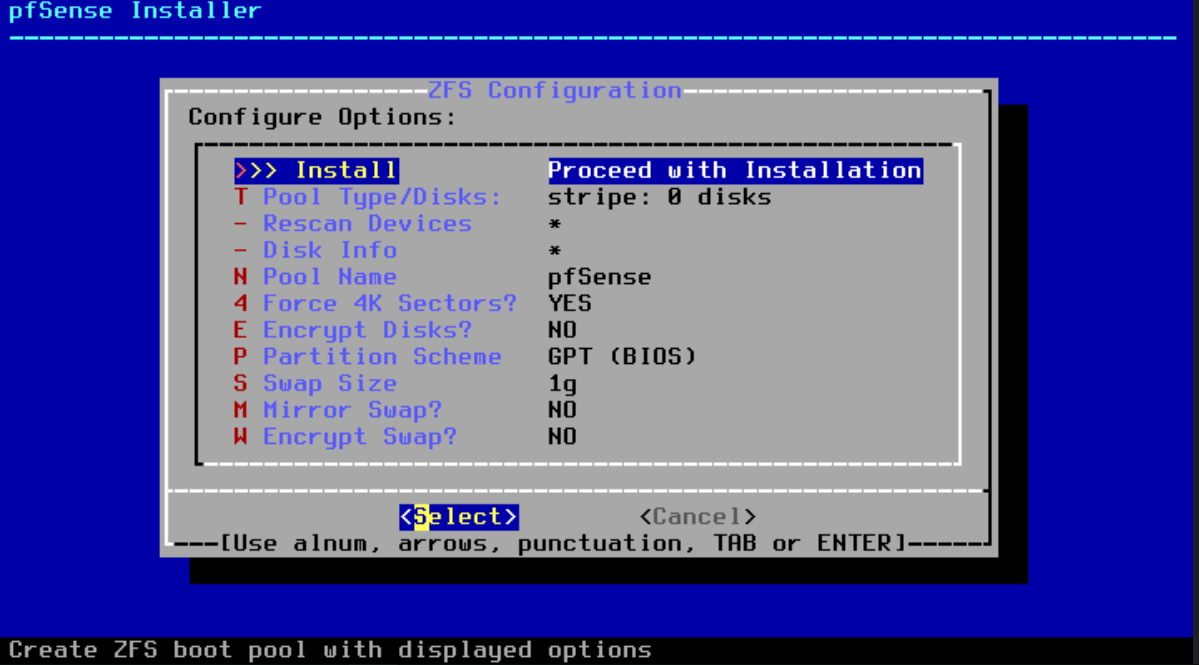 pfSense Installer
ZFS Configuration
Configure Options:
>>> Install Proceed with Installation
T Pool Type/Disks: stripe: 0 disks
- Rescan Devices *
- Disk Info *
N Pool Name pfSense
4 Force 4K Sectors? YES
E Encrypt Disks? NO
P Partition Scheme GPT (BIOS)
S Swap Size 1g
M Mirror Swap? NO
W Encrypt Swap? NO
<Select> <Cancel>
[Use alnum, arrows, punctuation, TAB or ENTER]
Create ZFS boot pool with displayed options